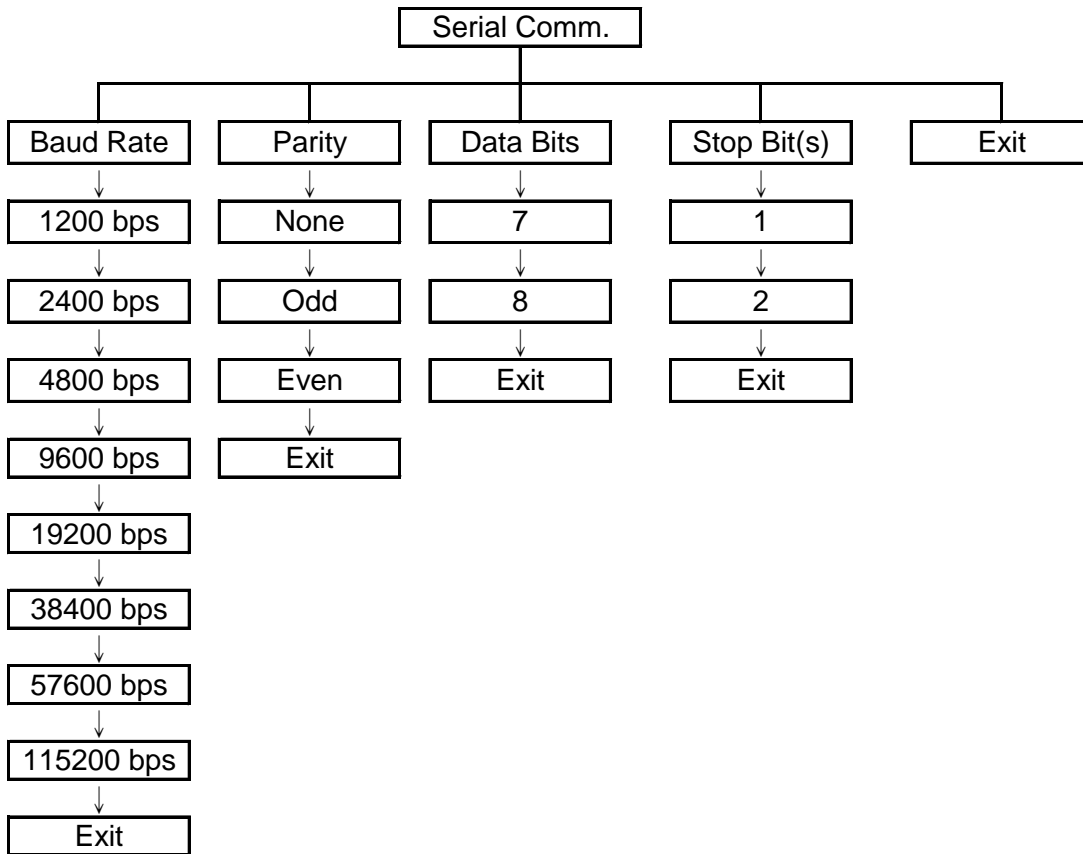 Serial Comm.
Baud Rate
Parity
Data Bits
Stop Bit(s)
Exit
1200 bps
None
7
1
2400 bps
Odd
8
2
4800 bps
Even
Exit
Exit
9600 bps
Exit
19200 bps
38400 bps
57600 bps
115200 bps
Exit